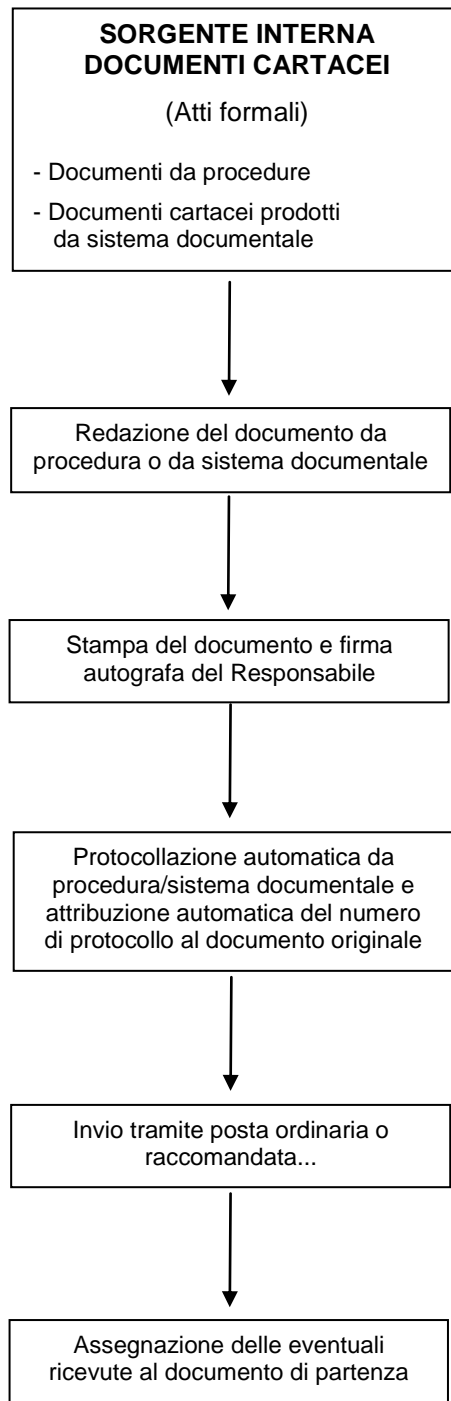 SORGENTE INTERNA
DOCUMENTI CARTACEI
(Atti formali)
- Documenti da procedure
- Documenti cartacei prodotti
da sistema documentale
Redazione del documento da
procedura o da sistema documentale
Stampa del documento e firma
autografa del Responsabile
Protocollazione automatica da
procedura/sistema documentale e
attribuzione automatica del numero
di protocollo al documento originale
Invio tramite posta ordinaria o
raccomandata...
Assegnazione delle eventuali
ricevute al documento di partenza